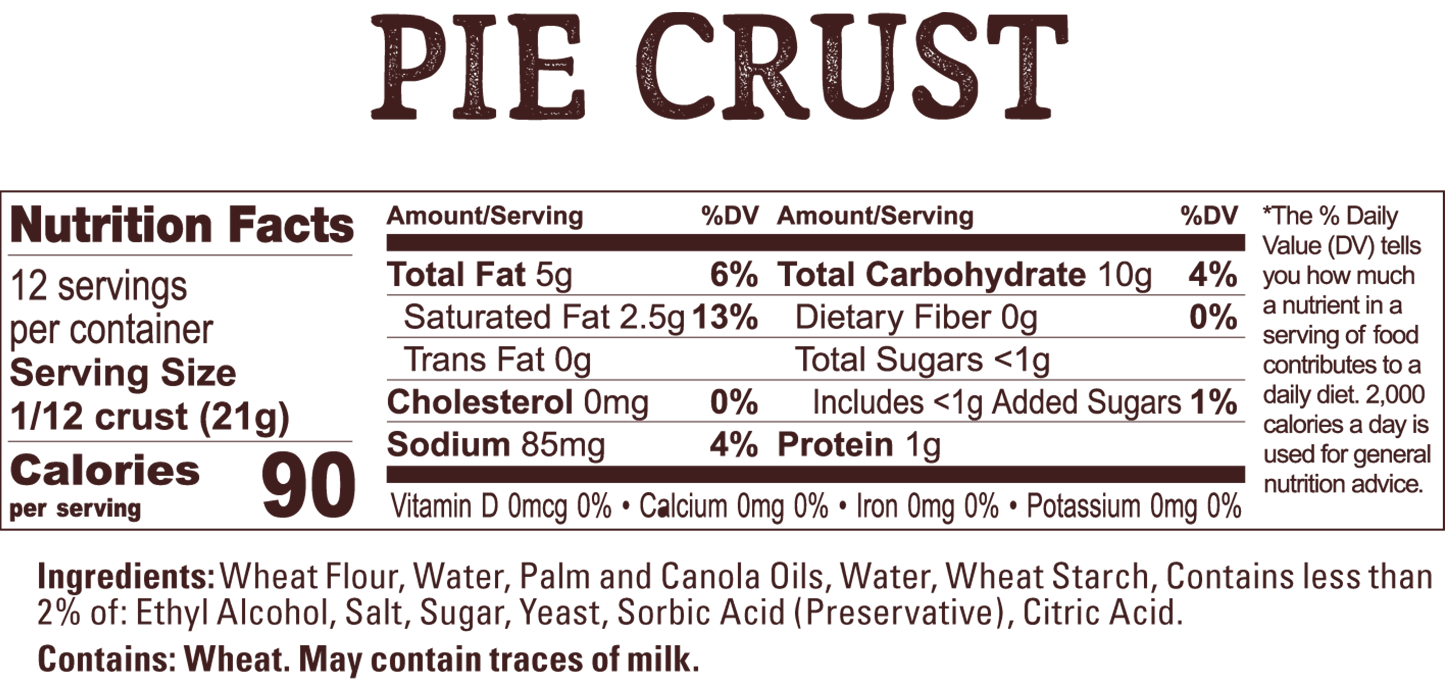 PIE CRUST
Nutrition Facts
12 servings
per container
Serving Size
1/12 crust (21g)
Calories 90
per serving
Amount/Serving %DV Amount/Serving %DV
Total Fat 5g 6% Total Carbohydrate 10g 4%
Saturated Fat 2.5g 13% Dietary Fiber 0g 0%
Trans Fat 0g Total Sugars <1g
Cholesterol 0mg 0% Includes <1g Added Sugars 1%
Sodium 85mg 4% Protein 1g
Vitamin D 0mcg 0% • Calcium 0mg 0% • Iron 0mg 0% • Potassium 0mg 0%
*The % Daily
Value (DV) tells
you how much
a nutrient in a
serving of food
contributes to a
daily diet. 2,000
calories a day is
used for general
nutrition advice.
Ingredients: Wheat Flour, Water, Palm and Canola Oils, Water, Wheat Starch, Contains less than
2% of: Ethyl Alcohol, Salt, Sugar, Yeast, Sorbic Acid (Preservative), Citric Acid.
Contains: Wheat. May contain traces of milk.